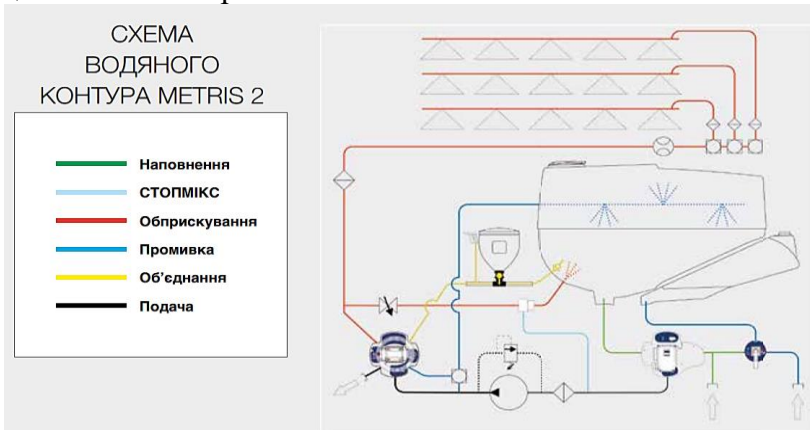 СХЕМА
ВОДЯНОГО
КОНТУРА METRIS 2
Наповнення
СТОПМІКС
Обприскування
Промивка
Об’єднання
Подача